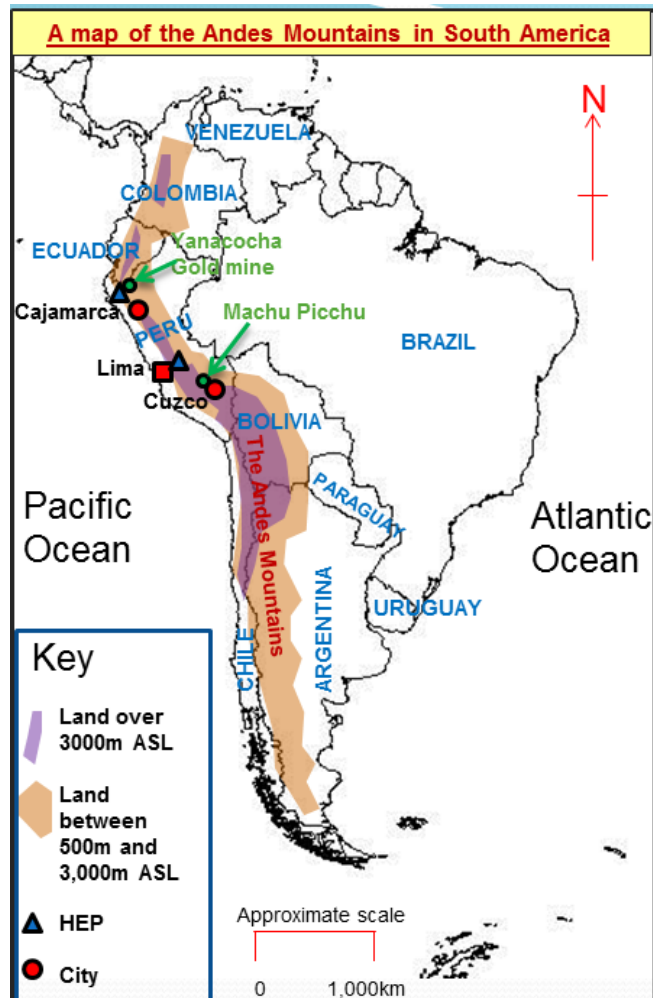 A map of the Andes Mountains in South America
N
VENEZUELA
COLOMBIA
ECUADOR
Yanacocha
Gold mine
Cajamarca
PERU
Machu Picchu
BRAZIL
Lima
Cuzco
BOLIVIA
The Andes Mountains
PARAGUAY
Pacific
Ocean
Atlantic
Ocean
CHILE
ARGENTINA
URUGUAY
Key
Land over
3000m ASL
Land
between
500m and
3,000m ASL
HEP
City
Approximate scale
0 1,000km